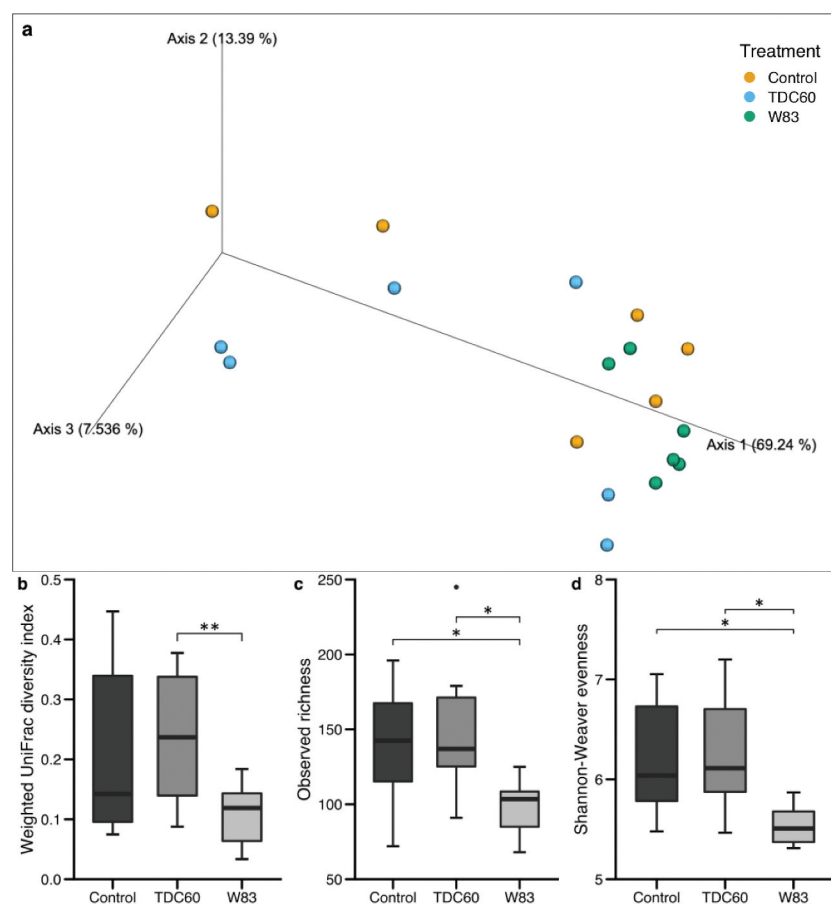 a
Axis 2 (13.39 %)
Treatment
Control
TDC60
W83
Axis 3 (7.536 %)
Axis 1 (69.24 %)
b
Weighted UniFrac diversity index
0.5
0.4
0.3
0.2
0.1
0.0
**
Control TDC60 W83
c
Observed richness
250
200
150
100
50
*
*
Control TDC60 W83
d
Shannon-Weaver evenness
8
7
6
5
*
*
Control TDC60 W83